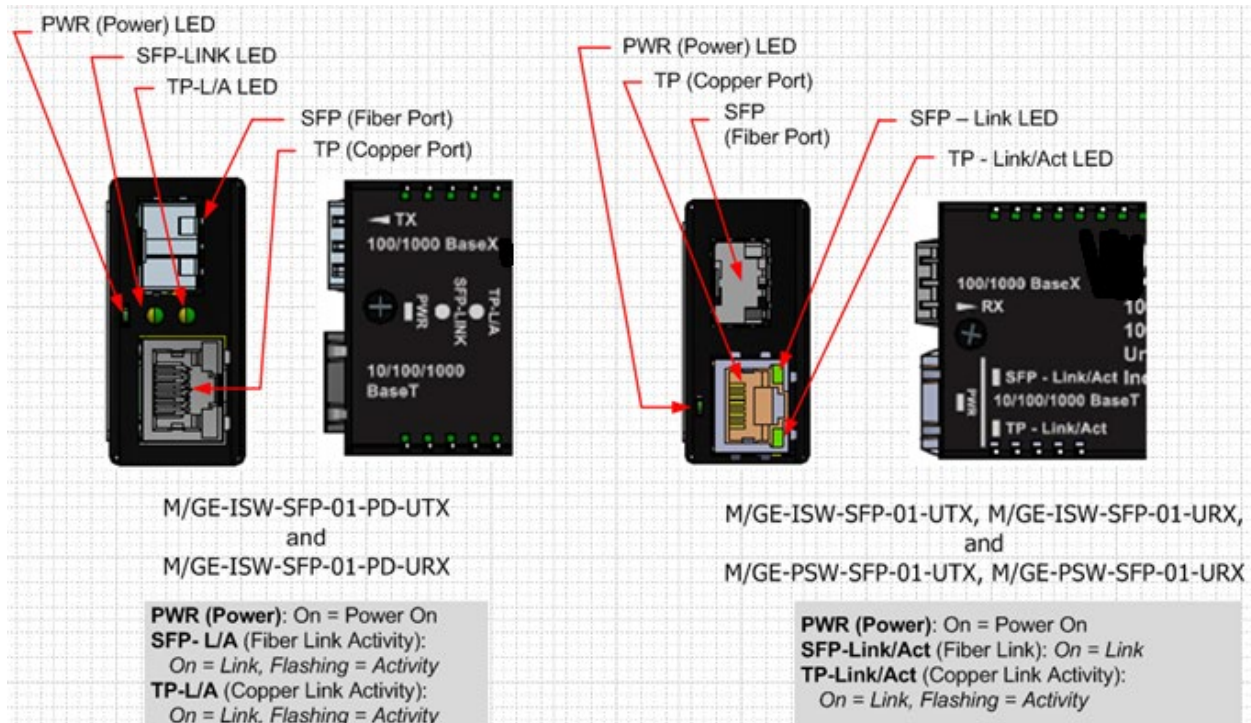 PWR (Power) LED
SFP-LINK LED
TP-L/A LED
SFP (Fiber Port)
TP (Copper Port)
TX
100/1000 BaseX
PWR
SFP-LINK
TP-L/A
10/100/1000
BaseT
M/GE-ISW-SFP-01-PD-UTX
and
M/GE-ISW-SFP-01-PD-URX
PWR (Power): On = Power On
SFP- L/A (Fiber Link Activity):
On = Link, Flashing = Activity
TP-L/A (Copper Link Activity):
On = Link, Flashing = Activity
PWR (Power) LED
TP (Copper Port)
SFP
(Fiber Port)
SFP – Link LED
TP - Link/Act LED
100/1000 BaseX
RX
10
10
Ur
SFP - Link/Act Ine
10/100/1000 BaseT
PWR
TP - Link/Act
M/GE-ISW-SFP-01-UTX, M/GE-ISW-SFP-01-URX,
and
M/GE-PSW-SFP-01-UTX, M/GE-PSW-SFP-01-URX
PWR (Power): On = Power On
SFP-Link/Act (Fiber Link): On = Link
TP-Link/Act (Copper Link Activity):
On = Link, Flashing = Activity